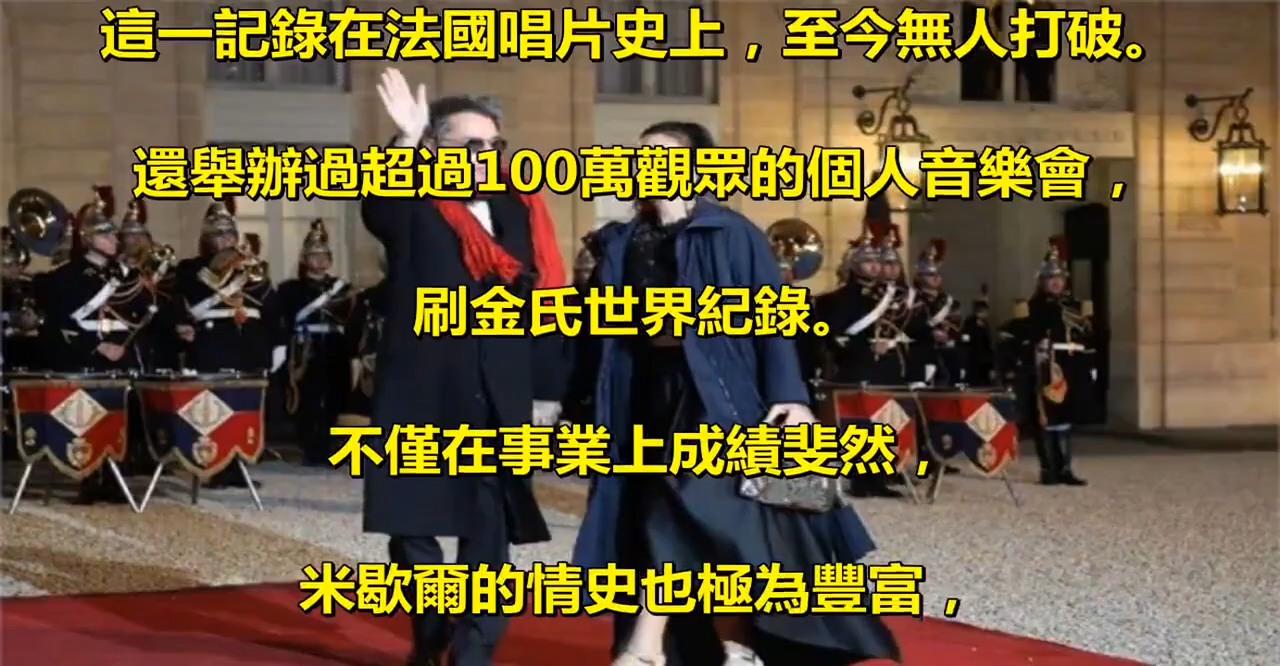 這一記錄在法國唱片史上，至今無人打破。
還舉辦過超過100萬觀眾的個人音樂會，
刷金氏世界紀錄。
不僅在事業上成績斐然，
米歇爾的情史也極為豐富，